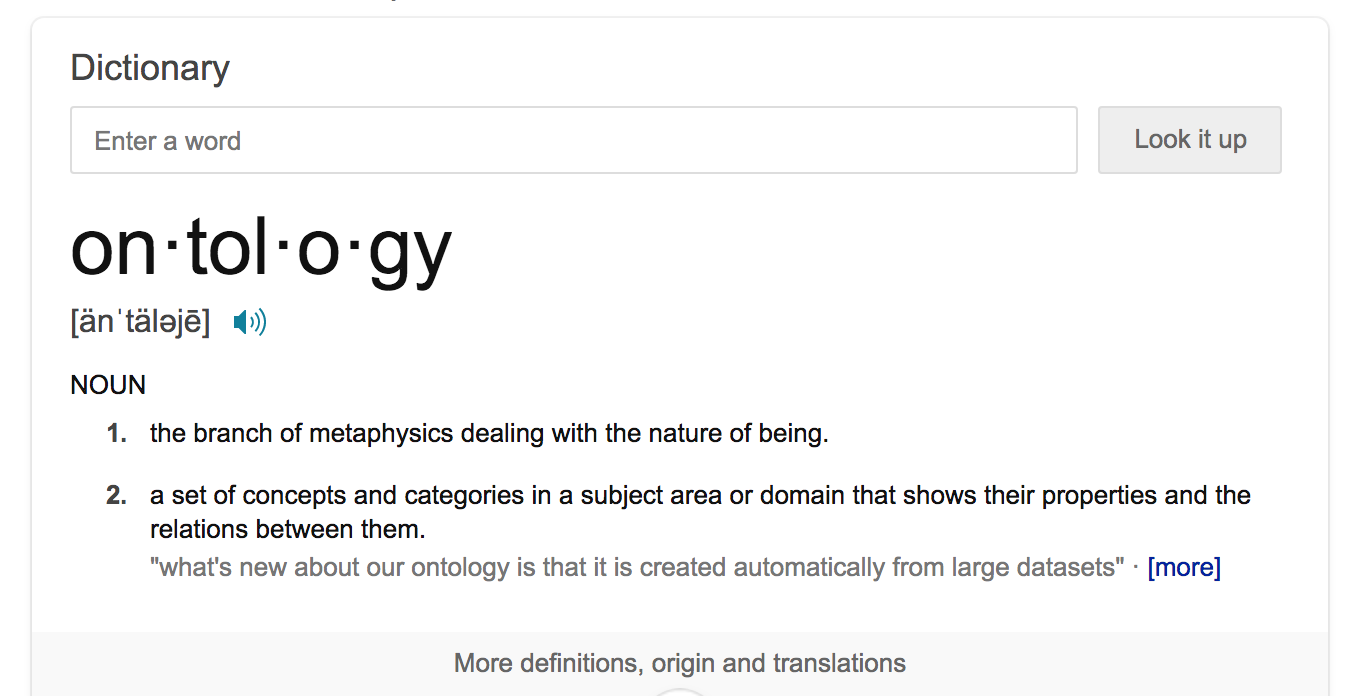 Dictionary
Enter a word
Look it up
on·tol·o·gy
[änˈtäləjē]
NOUN
1. the branch of metaphysics dealing with the nature of being.
2. a set of concepts and categories in a subject area or domain that shows their properties and the
relations between them.
"what's new about our ontology is that it is created automatically from large datasets" · [more]
More definitions, origin and translations